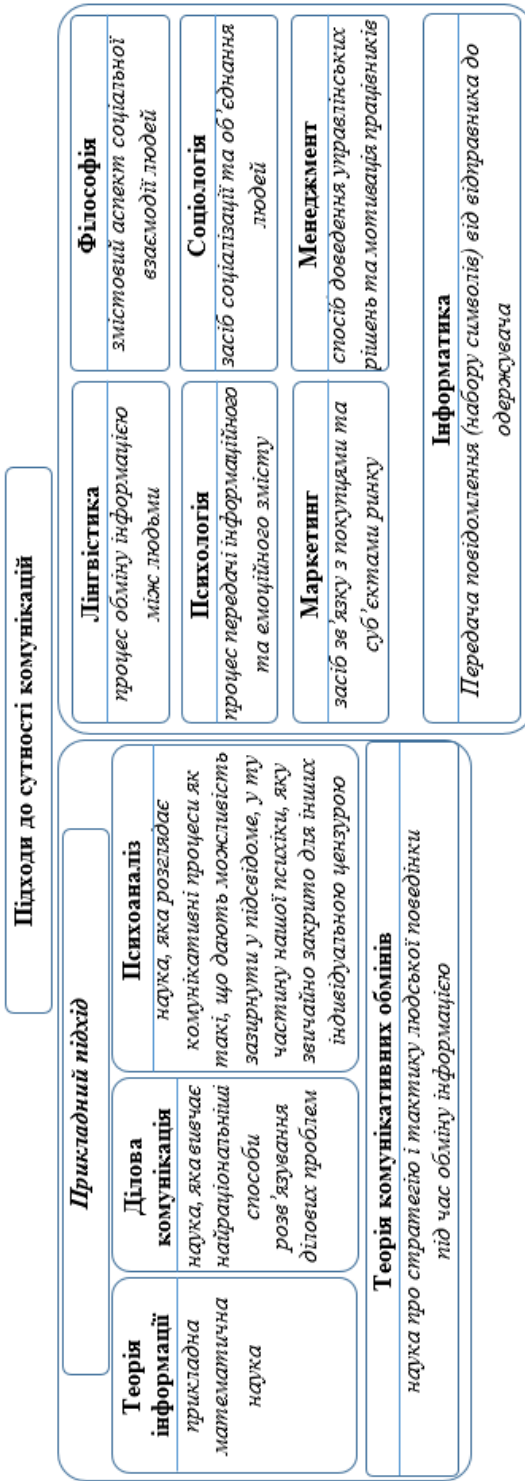 Підходи до сутності комунікацій
Прикладний підхід
Теорія
інформації
прикладна
математична
наука
Ділова
комунікація
наука, яка вивчає
найраціональніші
способи
розв'язування
ділових проблем
Психоаналіз
наука, яка розглядає
комунікативні процеси як
такі, що дають можливість
зазирнути у підсвідоме, у ту
частину нашої психіки, яку
звичайно закрито для інших
індивідуальною цензурою
Теорія комунікативних обмінів
наука про стратегію і тактику людської поведінки
під час обміну інформацією
Лінгвістика
процес обміну інформацією
між людьми
Філософія
змістовий аспект соціальної
взаємодії людей
Психологія
процес передачі інформаційного
та емоційного змісту
Соціологія
засіб соціалізації та об'єднання
людей
Маркетинг
засіб зв'язку з покупцями та
суб'єктами ринку
Менеджмент
спосіб доведення управлінських
рішень та мотивація працівників
Інформатика
Передача повідомлення (набору символів) від відправника до
одержувача